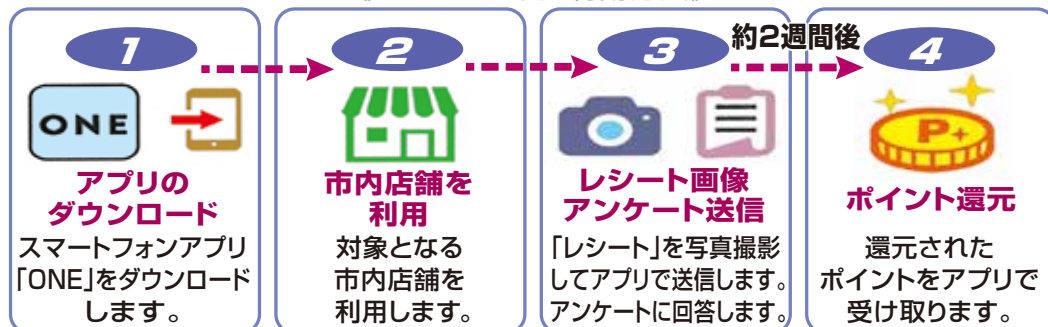 1
ONE
アプリの
ダウンロード
スマートフォンアプリ
「ONE」をダウンロード
します。
2
市内店舗を
利用
対象となる
市内店舗を
利用します。
3
レシート画像
アンケート送信
「レシート」を写真撮影
してアプリで送信します。
アンケートに回答します。
約2週間後
4
P+
ポイント還元
還元された
ポイントをアプリで
受け取ります。